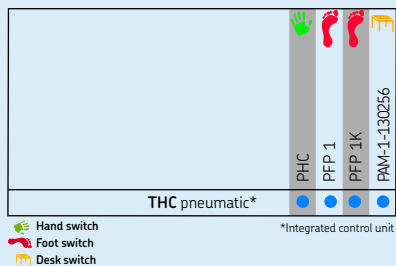 PHC
PFP 1
PFP 1K
PAM-1-130256
THC pneumatic*
Hand switch
*Integrated control unit
Foot switch
Desk switch